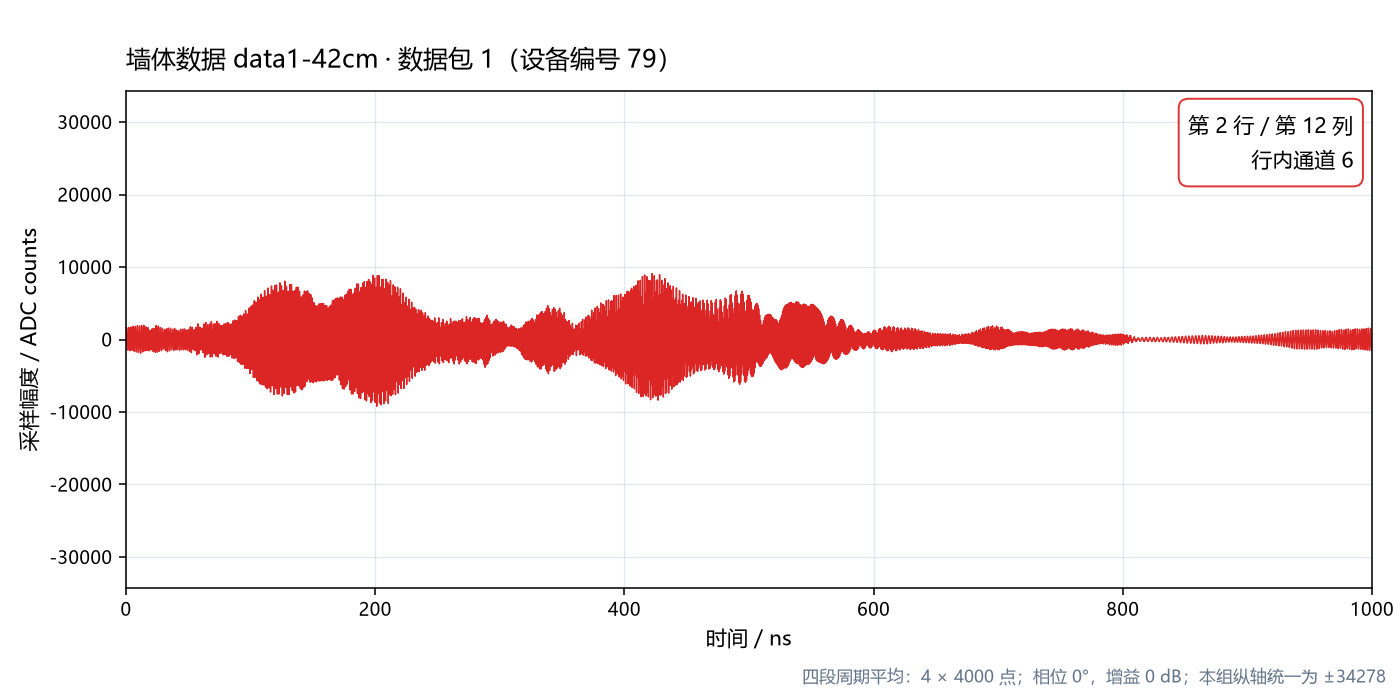 墙体数据 data1-42cm · 数据包 1（设备编号 79）
第 2 行 / 第 12 列
行内通道 6
采样幅度 / ADC counts
30000
20000
10000
0
-10000
-20000
-30000
0 200 400 600 800 1000
时间 / ns
四段周期平均：4 × 4000 点；相位 0°，增益 0 dB；本组纵轴统一为 ±34278